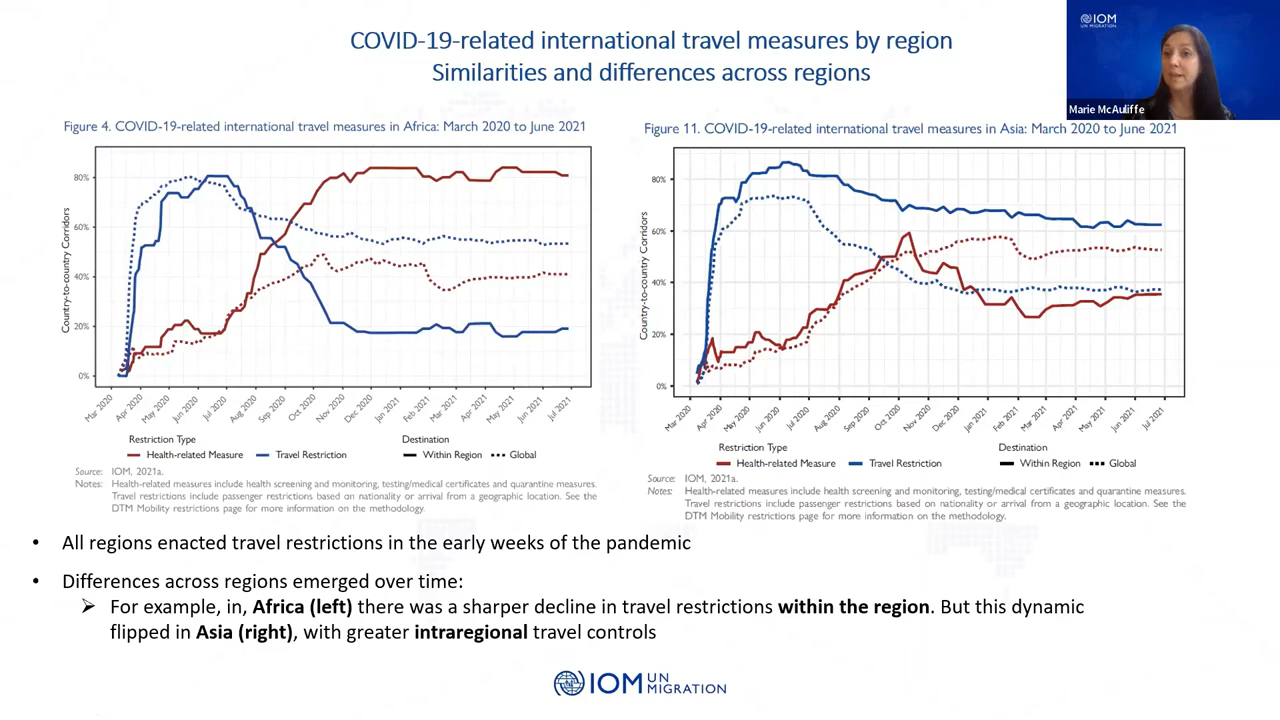 COVID-19-related international travel measures by region
Similarities and differences across regions
IOM
UN MIGRATION
Marie McAuliffe
Figure 4. COVID-19-related international travel measures in Africa: March 2020 to June 2021
Country-to-country Corridors
80%
60%
40%
20%
0%
Mar 2020
Apr 2020
May 2020
Jun 2020
Jul 2020
Aug 2020
Sep 2020
Oct 2020
Nov 2020
Dec 2020
Jan 2021
Feb 2021
Mar 2021
Apr 2021
May 2021
Jun 2021
Jul 2021
Restriction Type
Destination
Health-related Measure
Travel Restriction
Within Region
Global
Source: IOM, 2021a.
Notes: Health-related measures include health screening and monitoring, testing/medical certificates and quarantine measures.
Travel restrictions include passenger restrictions based on nationality or arrival from a geographic location. See the
DTM Mobility restrictions page for more information on the methodology.
Figure 11. COVID-19-related international travel measures in Asia: March 2020 to June 2021
Country-to-country Corridors
80%
60%
40%
20%
0%
Mar 2020
Apr 2020
May 2020
Jun 2020
Jul 2020
Aug 2020
Sep 2020
Oct 2020
Nov 2020
Dec 2020
Jan 2021
Feb 2021
Mar 2021
Apr 2021
May 2021
Jun 2021
Jul 2021
Restriction Type
Destination
Health-related Measure
Travel Restriction
Within Region
Global
Source: IOM, 2021a.
Notes: Health-related measures include health screening and monitoring, testing/medical certificates and quarantine measures.
Travel restrictions include passenger restrictions based on nationality or arrival from a geographic location. See the
DTM Mobility restrictions page for more information on the methodology.
• All regions enacted travel restrictions in the early weeks of the pandemic
• Differences across regions emerged over time:
➢ For example, in, Africa (left) there was a sharper decline in travel restrictions within the region. But this dynamic
flipped in Asia (right), with greater intraregional travel controls
IOM UN
MIGRATION